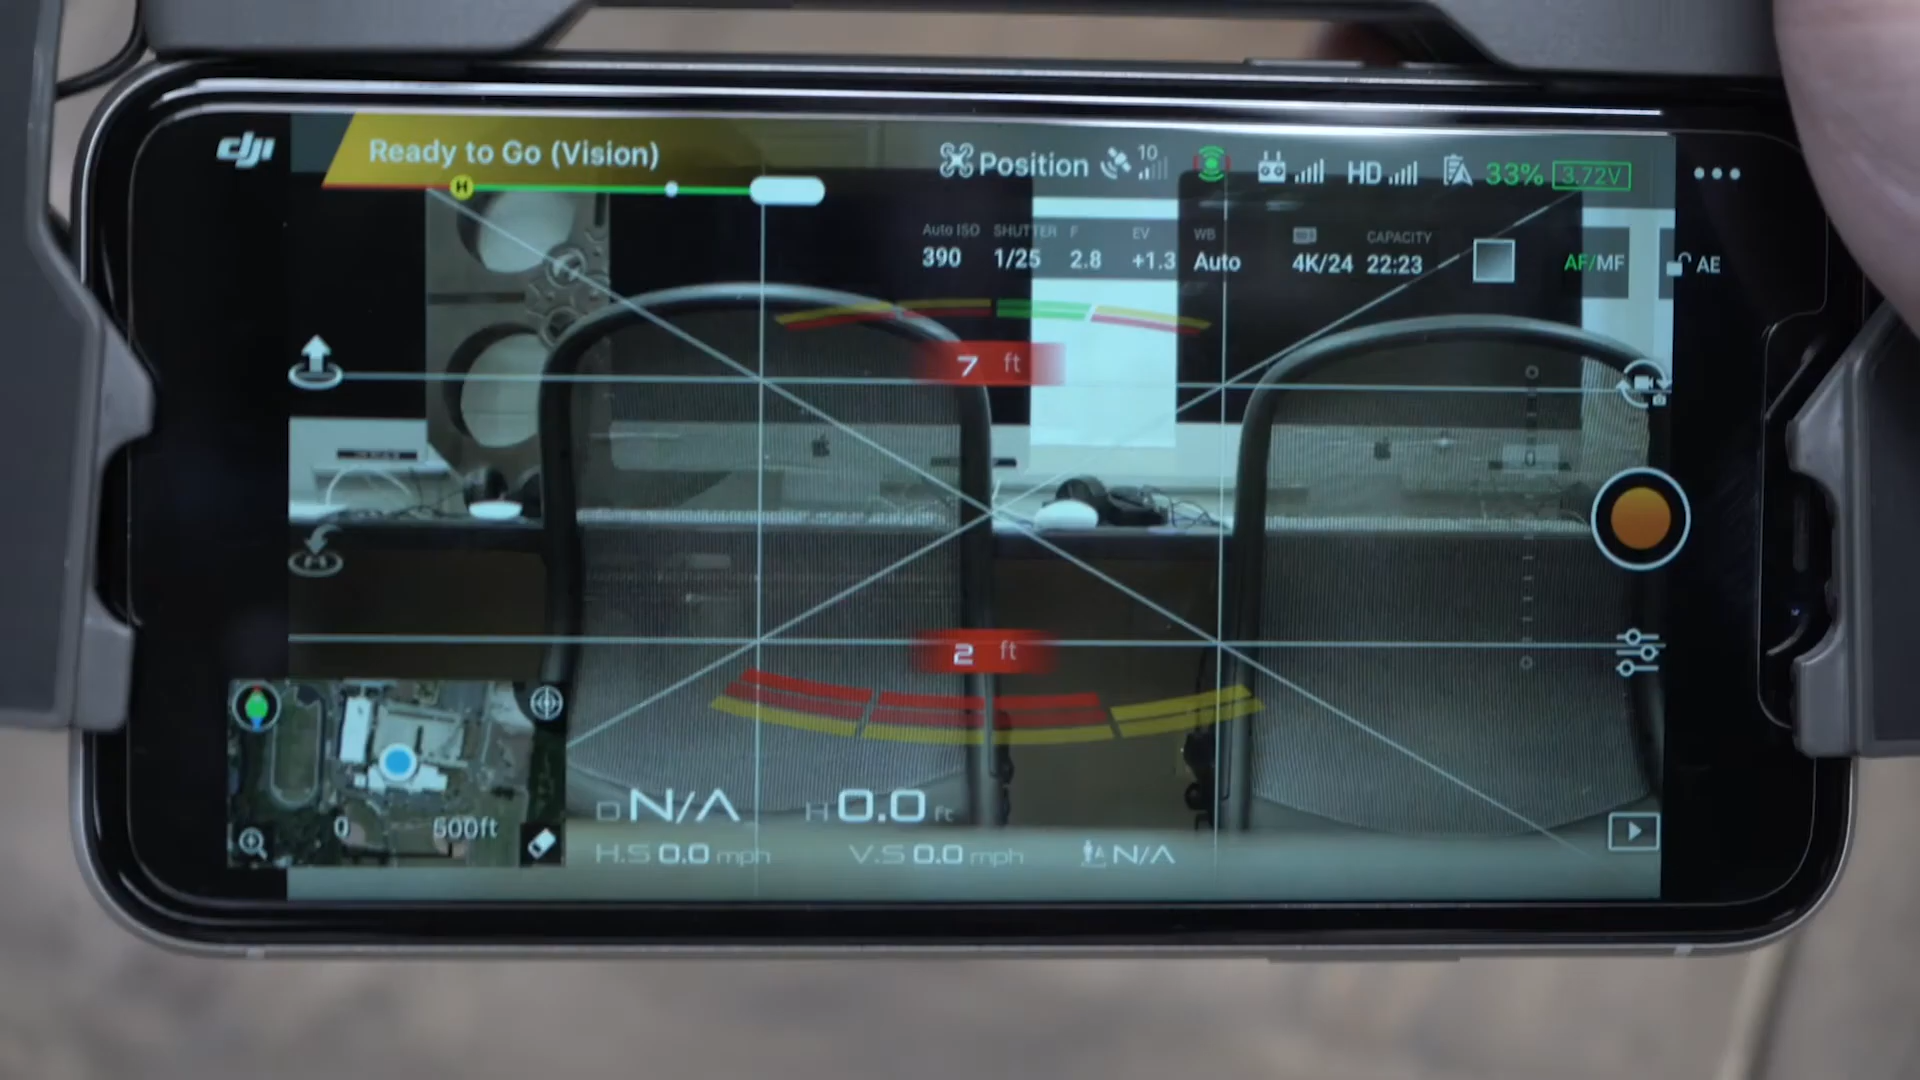 dji
Ready to Go (Vision)
Position
10
HD
33%
3.72V
H
Auto ISO
390
SHUTTER
1/25
F
2.8
EV
+1.3
WB
Auto
4K/24
CAPACITY
22:23
AF/MF
AE
7 ft
0
H
2 ft
0
500ft
D N/A
H 0.0 ft
H.S 0.0 mph
V.S 0.0 mph
N/A